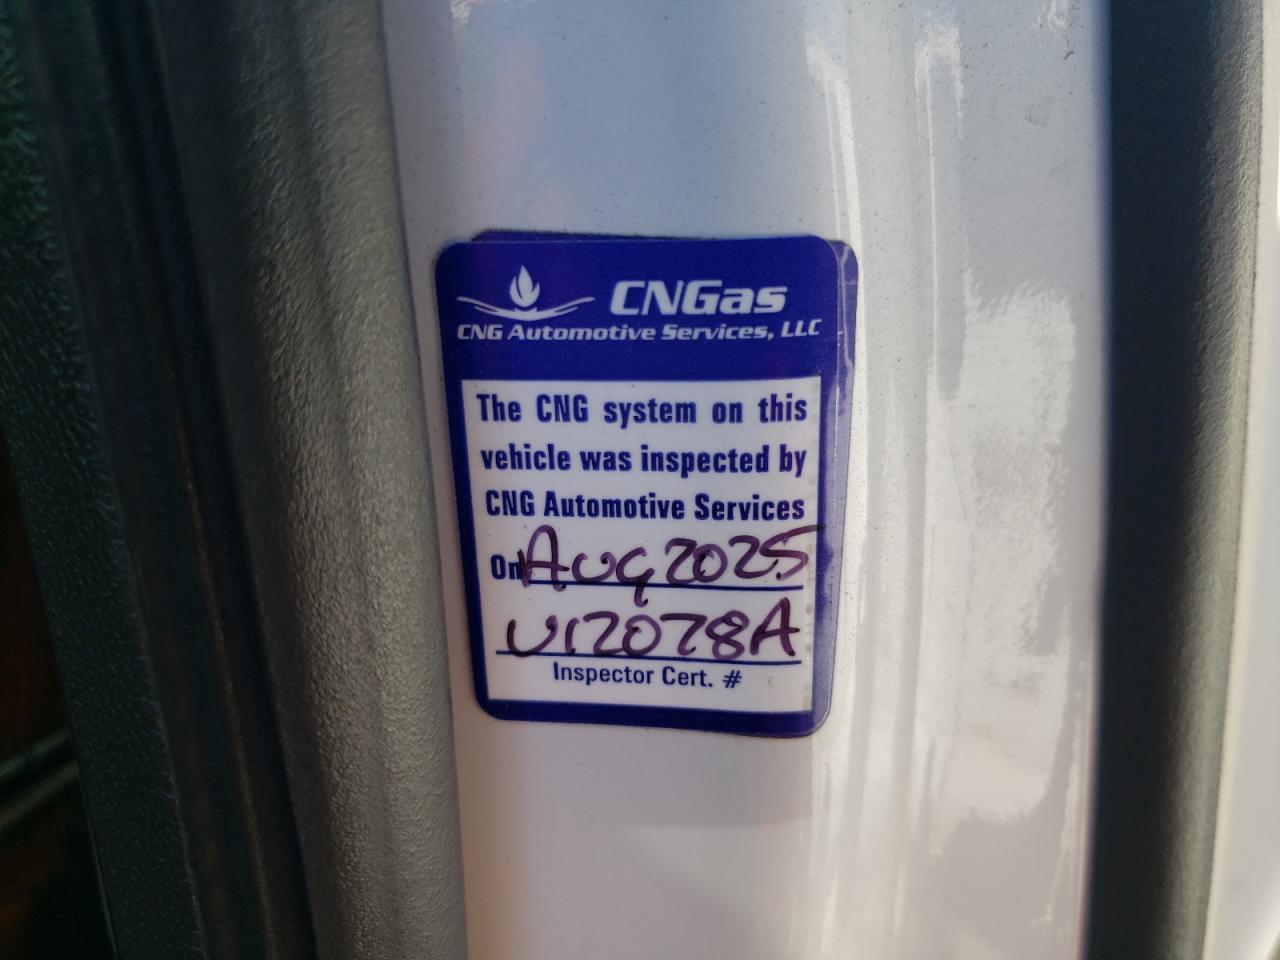 CNGas
CNG Automotive Services, LLC
The CNG system on this
vehicle was inspected by
CNG Automotive Services
On Aug 2025
U12078A
Inspector Cert. #